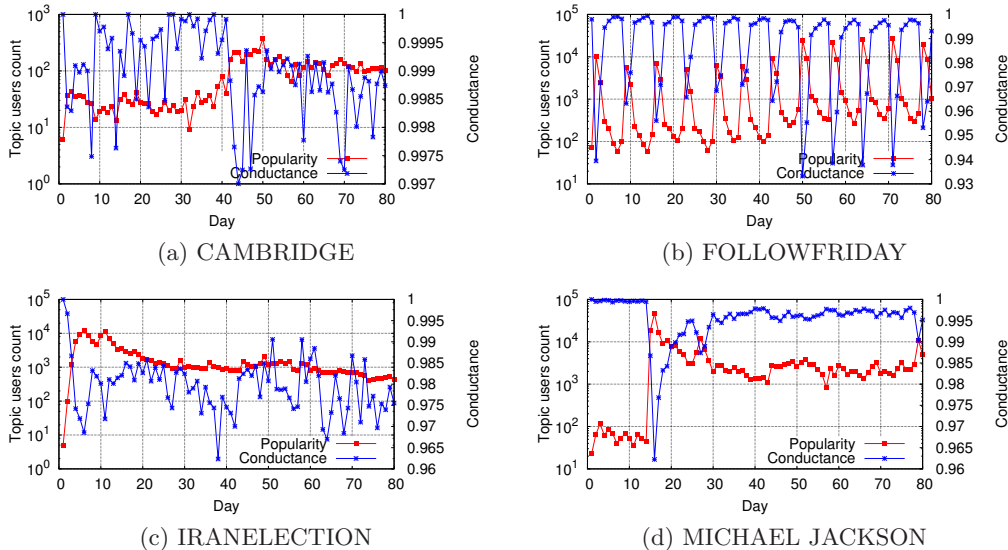 10^5
10^4
10^3
10^2
10^1
10^0
Topic users count
Popularity
Conductance
1
0.9995
0.999
0.9985
0.998
0.9975
0.997
Conductance
0 10 20 30 40 50 60 70 80
Day
(a) CAMBRIDGE
10^5
10^4
10^3
10^2
10^1
Topic users count
Popularity
Conductance
1
0.99
0.98
0.97
0.96
0.95
0.94
0.93
Conductance
0 10 20 30 40 50 60 70 80
Day
(b) FOLLOWFRIDAY
10^5
10^4
10^3
10^2
10^1
10^0
Topic users count
Popularity
Conductance
1
0.995
0.99
0.985
0.98
0.975
0.97
0.965
0.96
Conductance
0 10 20 30 40 50 60 70 80
Day
(c) IRANELECTION
10^5
10^4
10^3
10^2
10^1
Topic users count
Popularity
Conductance
1
0.995
0.99
0.985
0.98
0.975
0.97
0.965
0.96
Conductance
0 10 20 30 40 50 60 70 80
Day
(d) MICHAEL JACKSON